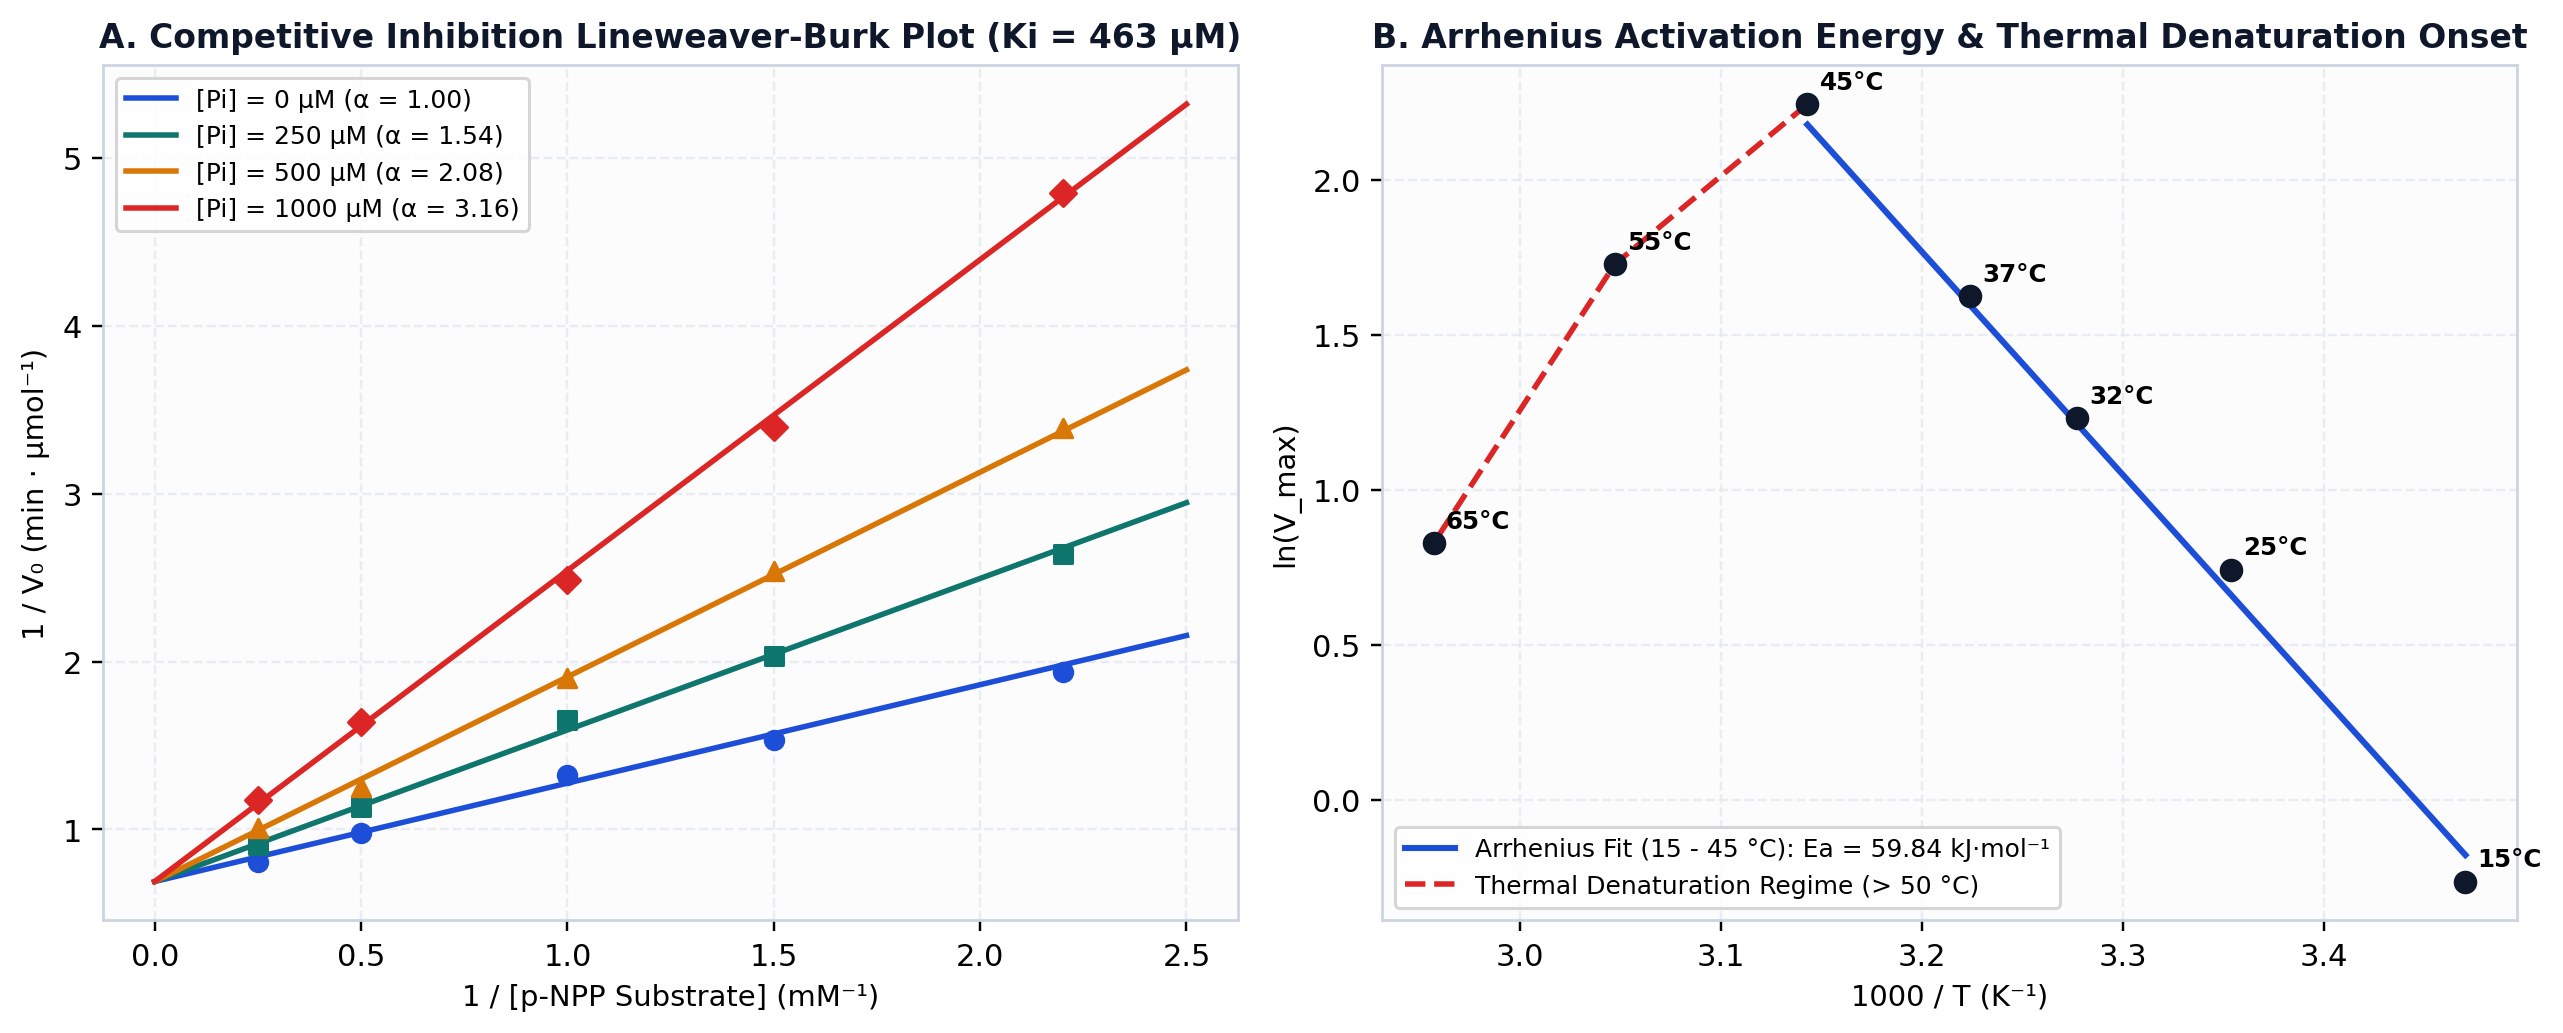 A. Competitive Inhibition Lineweaver-Burk Plot (Ki = 463 µM)
[Pi] = 0 µM (α = 1.00)
[Pi] = 250 µM (α = 1.54)
[Pi] = 500 µM (α = 2.08)
[Pi] = 1000 µM (α = 3.16)
1 / V₀ (min · µmol⁻¹)
5
4
3
2
1
0.0
0.5
1.0
1.5
2.0
2.5
1 / [p-NPP Substrate] (mM⁻¹)
B. Arrhenius Activation Energy & Thermal Denaturation Onset
45°C
55°C
37°C
32°C
65°C
25°C
15°C
ln(V_max)
2.0
1.5
1.0
0.5
0.0
Arrhenius Fit (15 - 45 °C): Ea = 59.84 kJ·mol⁻¹
Thermal Denaturation Regime (> 50 °C)
3.0
3.1
3.2
3.3
3.4
1000 / T (K⁻¹)